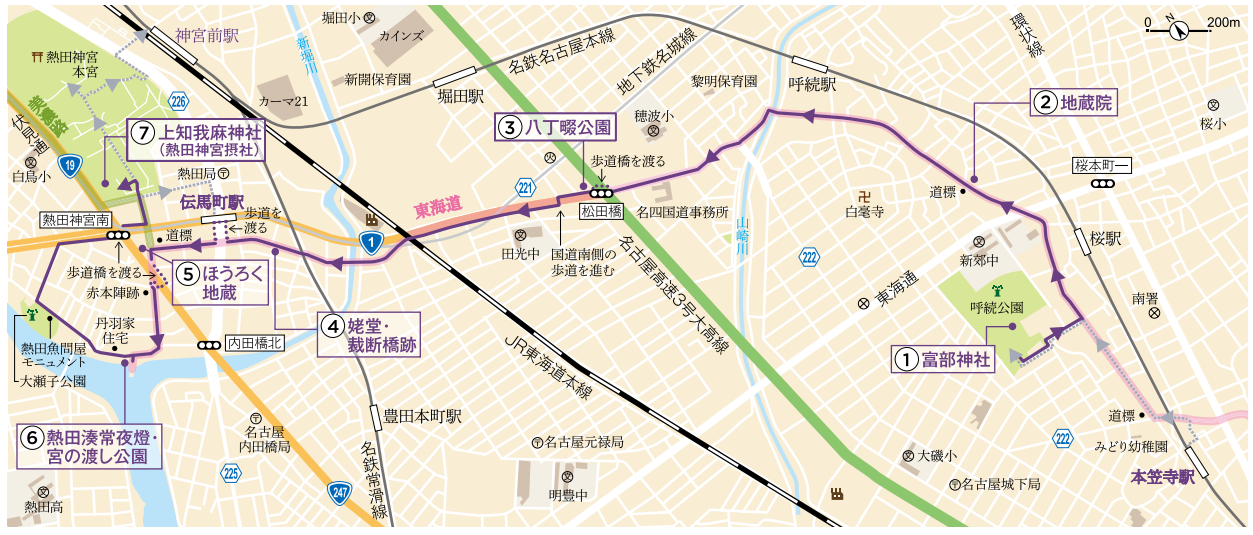 神宮前駅
堀田小
カインズ
新堀川
新開保育園
名鉄名古屋本線
地下鉄名城線
堀田駅
黎明保育園
呼続駅
環状線
0 N 200m
熱田神宮
本宮
美濃路
伏見通
226
カーマ21
穂波小
②地蔵院
桜小
⑦上知我麻神社
(熱田神宮摂社)
③八丁畷公園
歩道橋を渡る
桜本町一
白鳥小
19
熱田局
221
東海道
松田橋
名四国道事務所
道標
白毫寺
熱田神宮南
伝馬町駅
歩道を
渡る
道標
1
田光中
国道南側の
歩道を進む
名古屋高速3号大高線
山崎川
222
東海通
新郊中
桜駅
歩道橋を渡る
赤本陣跡
⑤ほうろく
地蔵
呼続公園
南署
丹羽家
住宅
内田橋北
④姥堂・
裁断橋跡
熱田魚問屋
モニュメント
大瀬子公園
JR東海道本線
①富部神社
豊田本町駅
⑥熱田湊常夜燈・
宮の渡し公園
名古屋
内田橋局
名鉄常滑線
名古屋元禄局
道標
222
みどり幼稚園
大磯小
225
247
明豊中
名古屋城下局
本笠寺駅
熱田高